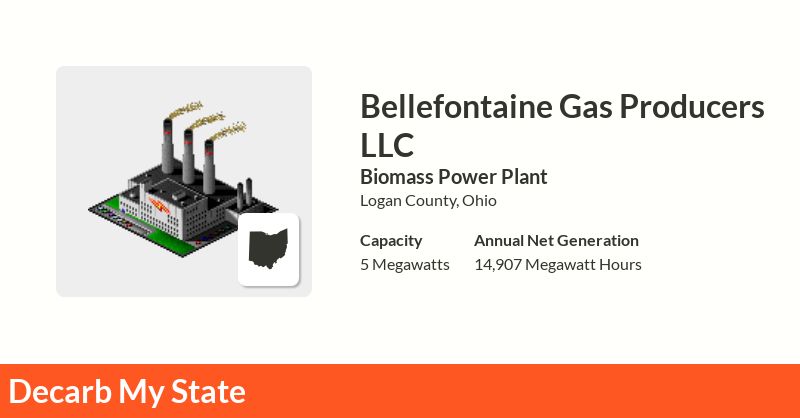 Bellefontaine Gas Producers
LLC
Biomass Power Plant
Logan County, Ohio
Capacity
5 Megawatts
Annual Net Generation
14,907 Megawatt Hours
Decarb My State